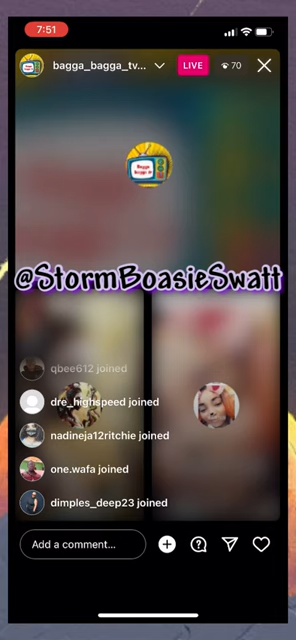 7:51
bagga_bagga_tv...
LIVE
70
@StormBoasieSwatt
qbee612 joined
dre_highspeed joined
nadineja12ritchie joined
one.wafa joined
dimples_deep23 joined
Add a comment...